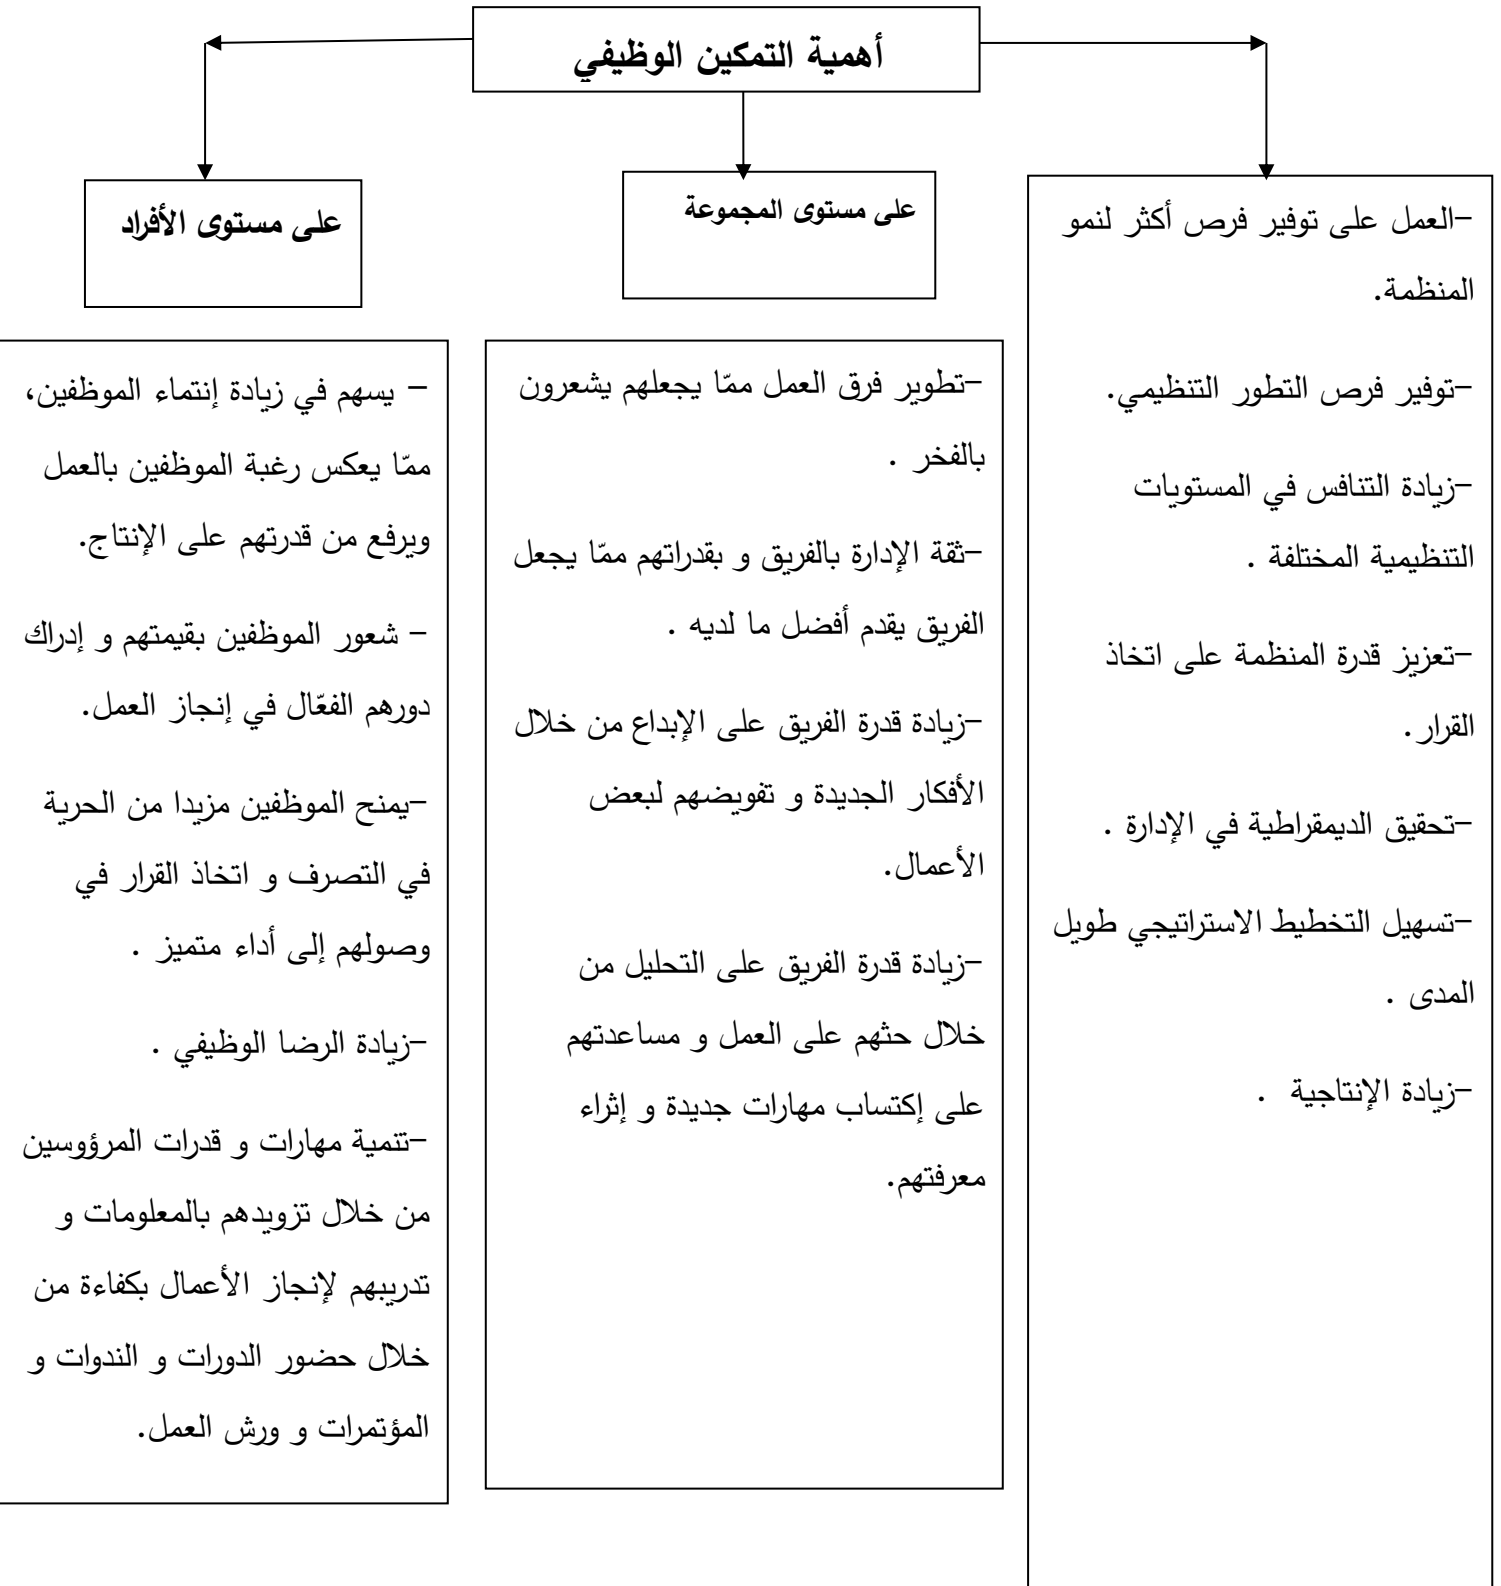 أهمية التمكين الوظيفي
-العمل على توفير فرص أكثر لنمو
المنظمة.
-توفير فرص التطور التنظيمي.
-زيادة التنافس في المستويات
التنظيمية المختلفة .
-تعزيز قدرة المنظمة على اتخاذ
القرار.
-تحقيق الديمقراطية في الإدارة .
-تسهيل التخطيط الاستراتيجي طويل
المدى .
-زيادة الإنتاجية .
على مستوى المجموعة
-تطوير فرق العمل ممّا يجعلهم يشعرون
بالفخر .
-ثقة الإدارة بالفريق و بقدراتهم ممّا يجعل
الفريق يقدم أفضل ما لديه .
-زيادة قدرة الفريق على الإبداع من خلال
الأفكار الجديدة و تفويضهم لبعض
الأعمال.
-زيادة قدرة الفريق على التحليل من
خلال حثهم على العمل و مساعدتهم
على إكتساب مهارات جديدة و إثراء
معرفتهم.
على مستوى الأفراد
- يسهم في زيادة إنتماء الموظفين،
ممّا يعكس رغبة الموظفين بالعمل
ويرفع من قدرتهم على الإنتاج.
- شعور الموظفين بقيمتهم و إدراك
دورهم الفعّال في إنجاز العمل.
-يمنح الموظفين مزيدا من الحرية
في التصرف و اتخاذ القرار في
وصولهم إلى أداء متميز .
-زيادة الرضا الوظيفي .
-تنمية مهارات و قدرات المرؤوسين
من خلال تزويدهم بالمعلومات و
تدريبهم لإنجاز الأعمال بكفاءة من
خلال حضور الدورات و الندوات و
المؤتمرات و ورش العمل.